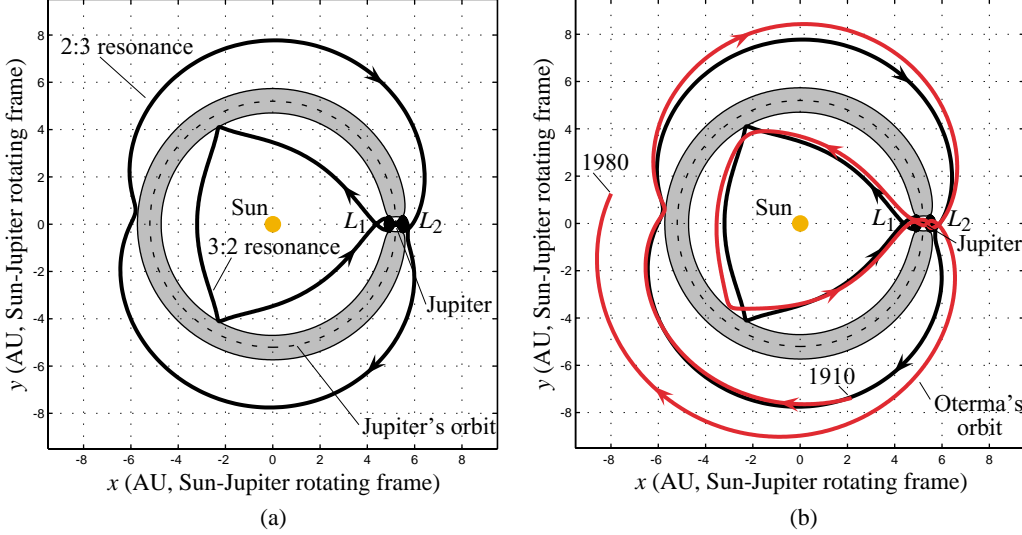 y (AU, Sun-Jupiter rotating frame)
8
6
4
2
0
-2
-4
-6
-8
2:3 resonance
Sun
L1
L2
3:2 resonance
Jupiter
Jupiter's orbit
-8 -6 -4 -2 0 2 4 6 8
x (AU, Sun-Jupiter rotating frame)
(a)
y (AU, Sun-Jupiter rotating frame)
8
6
4
2
0
-2
-4
-6
-8
1980
Sun
L1
L2
Jupiter
1910
Oterma's
orbit
-8 -6 -4 -2 0 2 4 6 8
x (AU, Sun-Jupiter rotating frame)
(b)